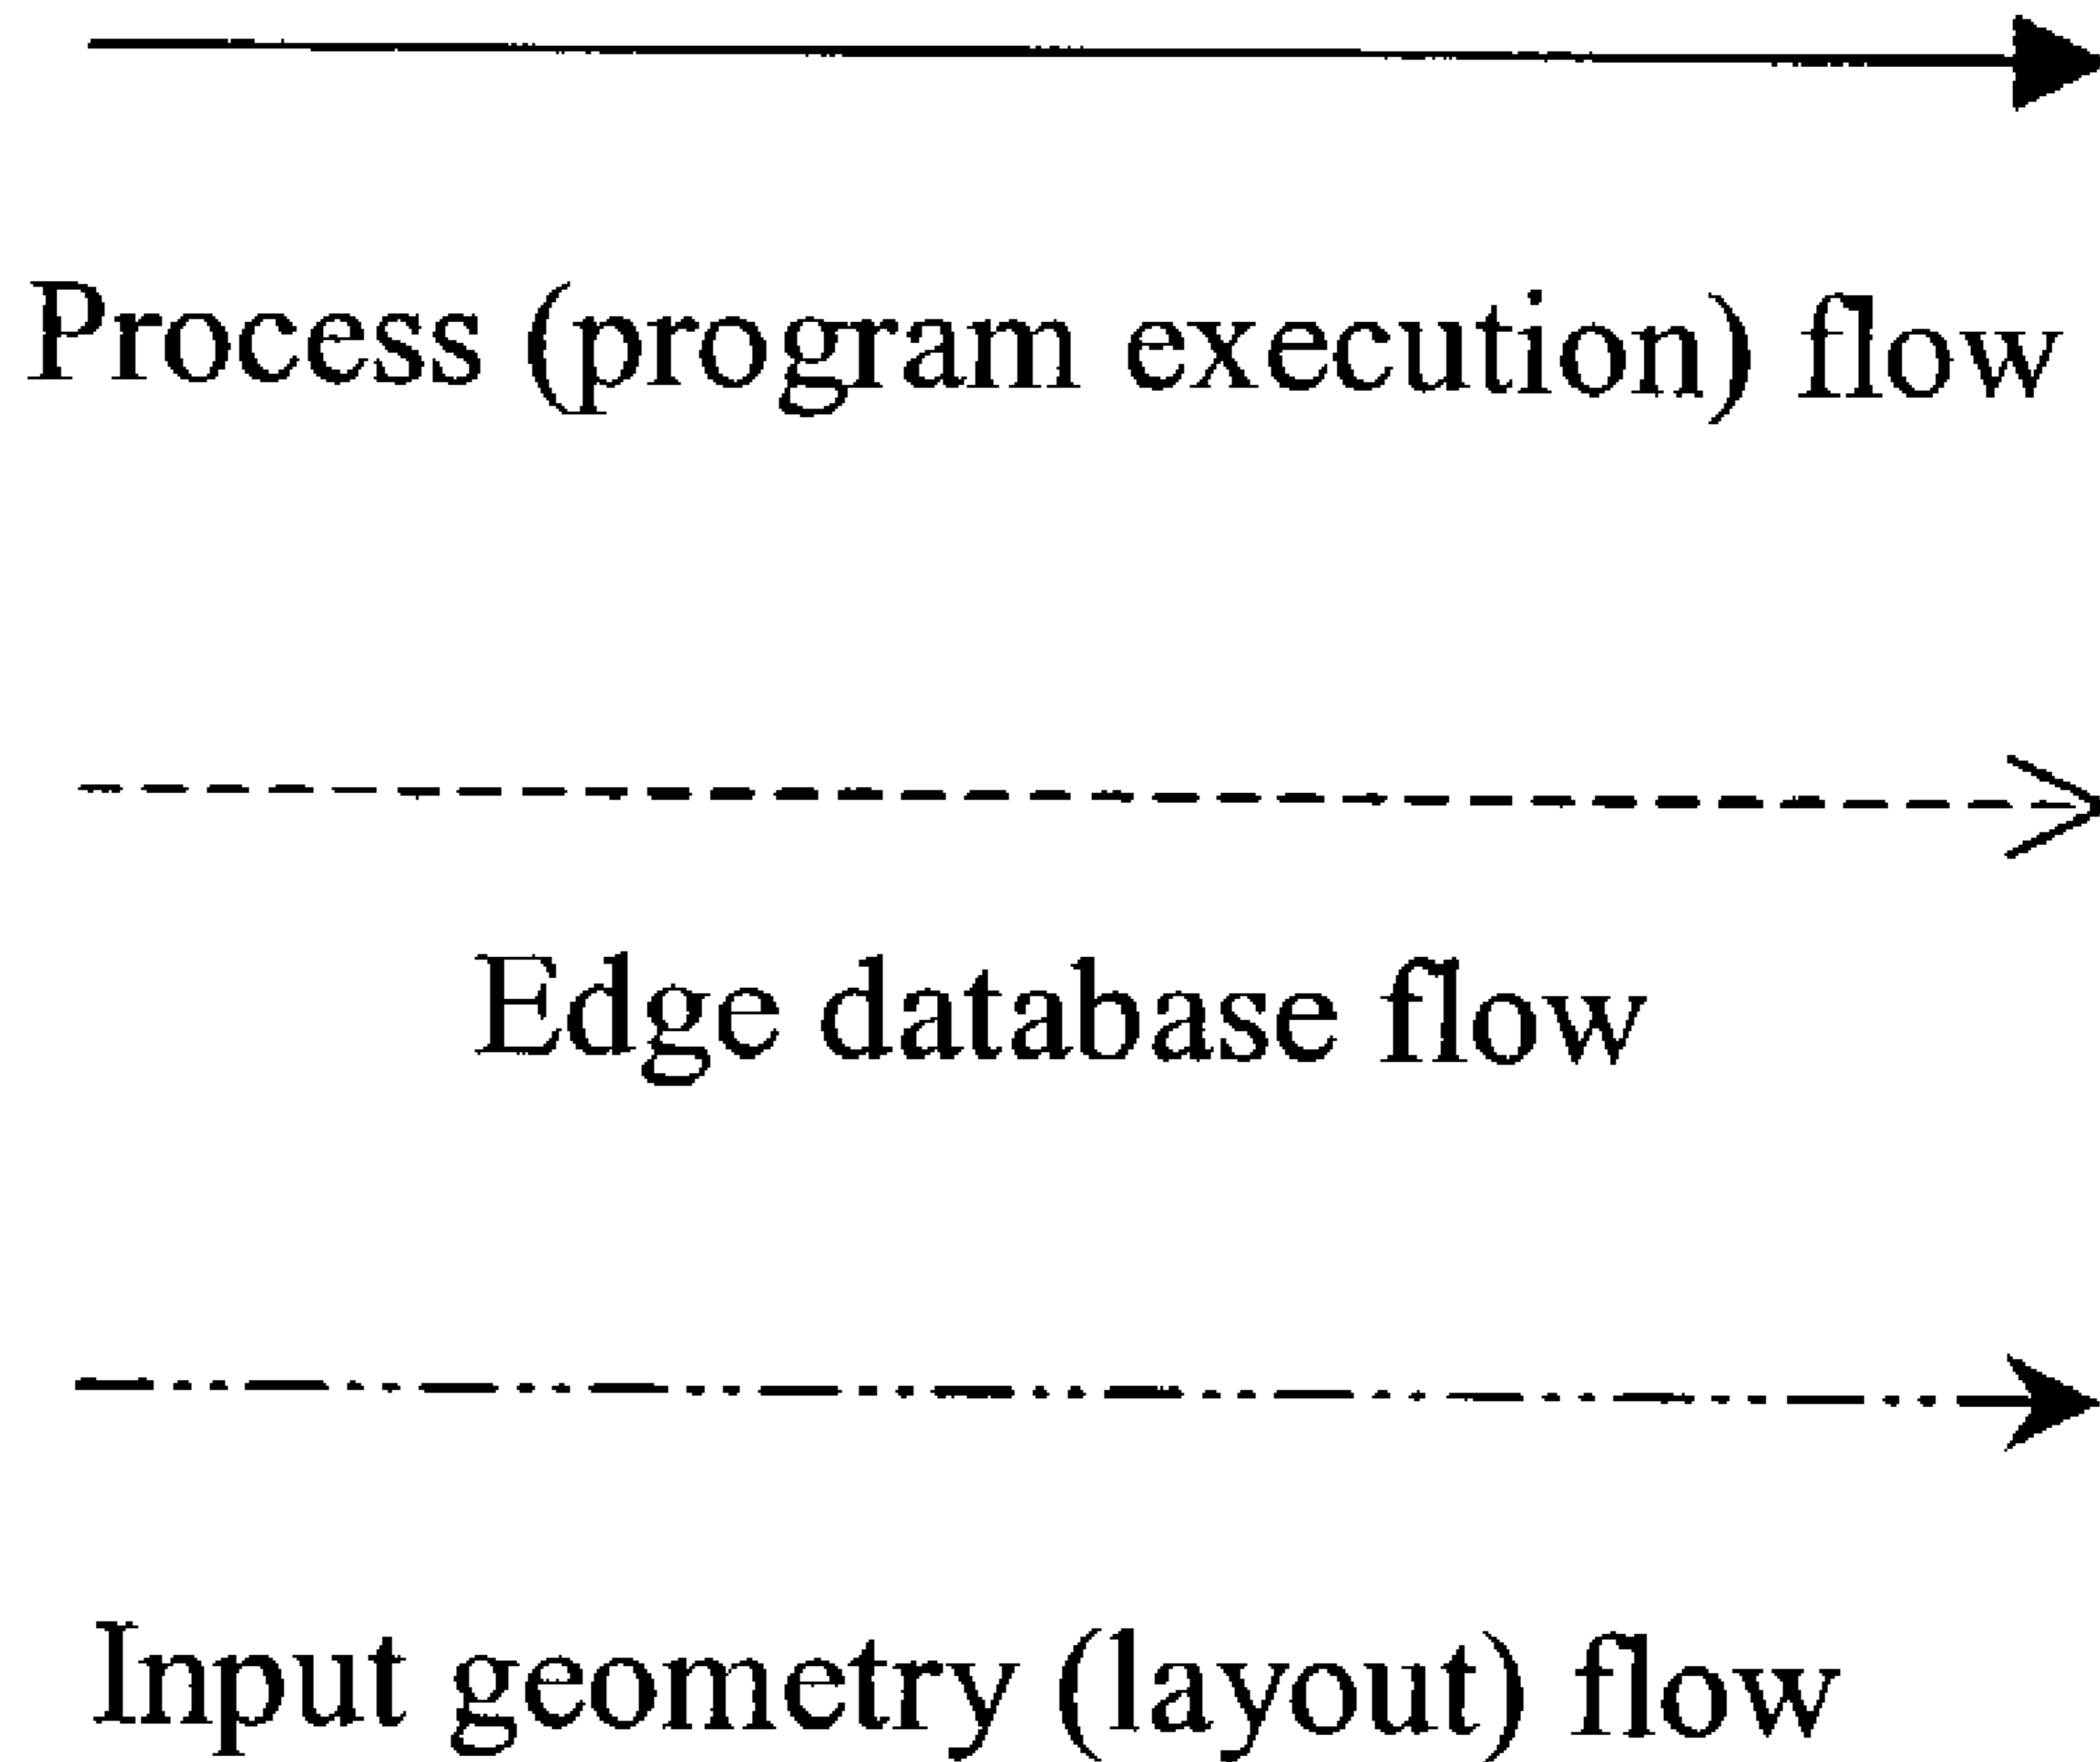 Process (program execution) flow
Edge database flow
Input geometry (layout) flow